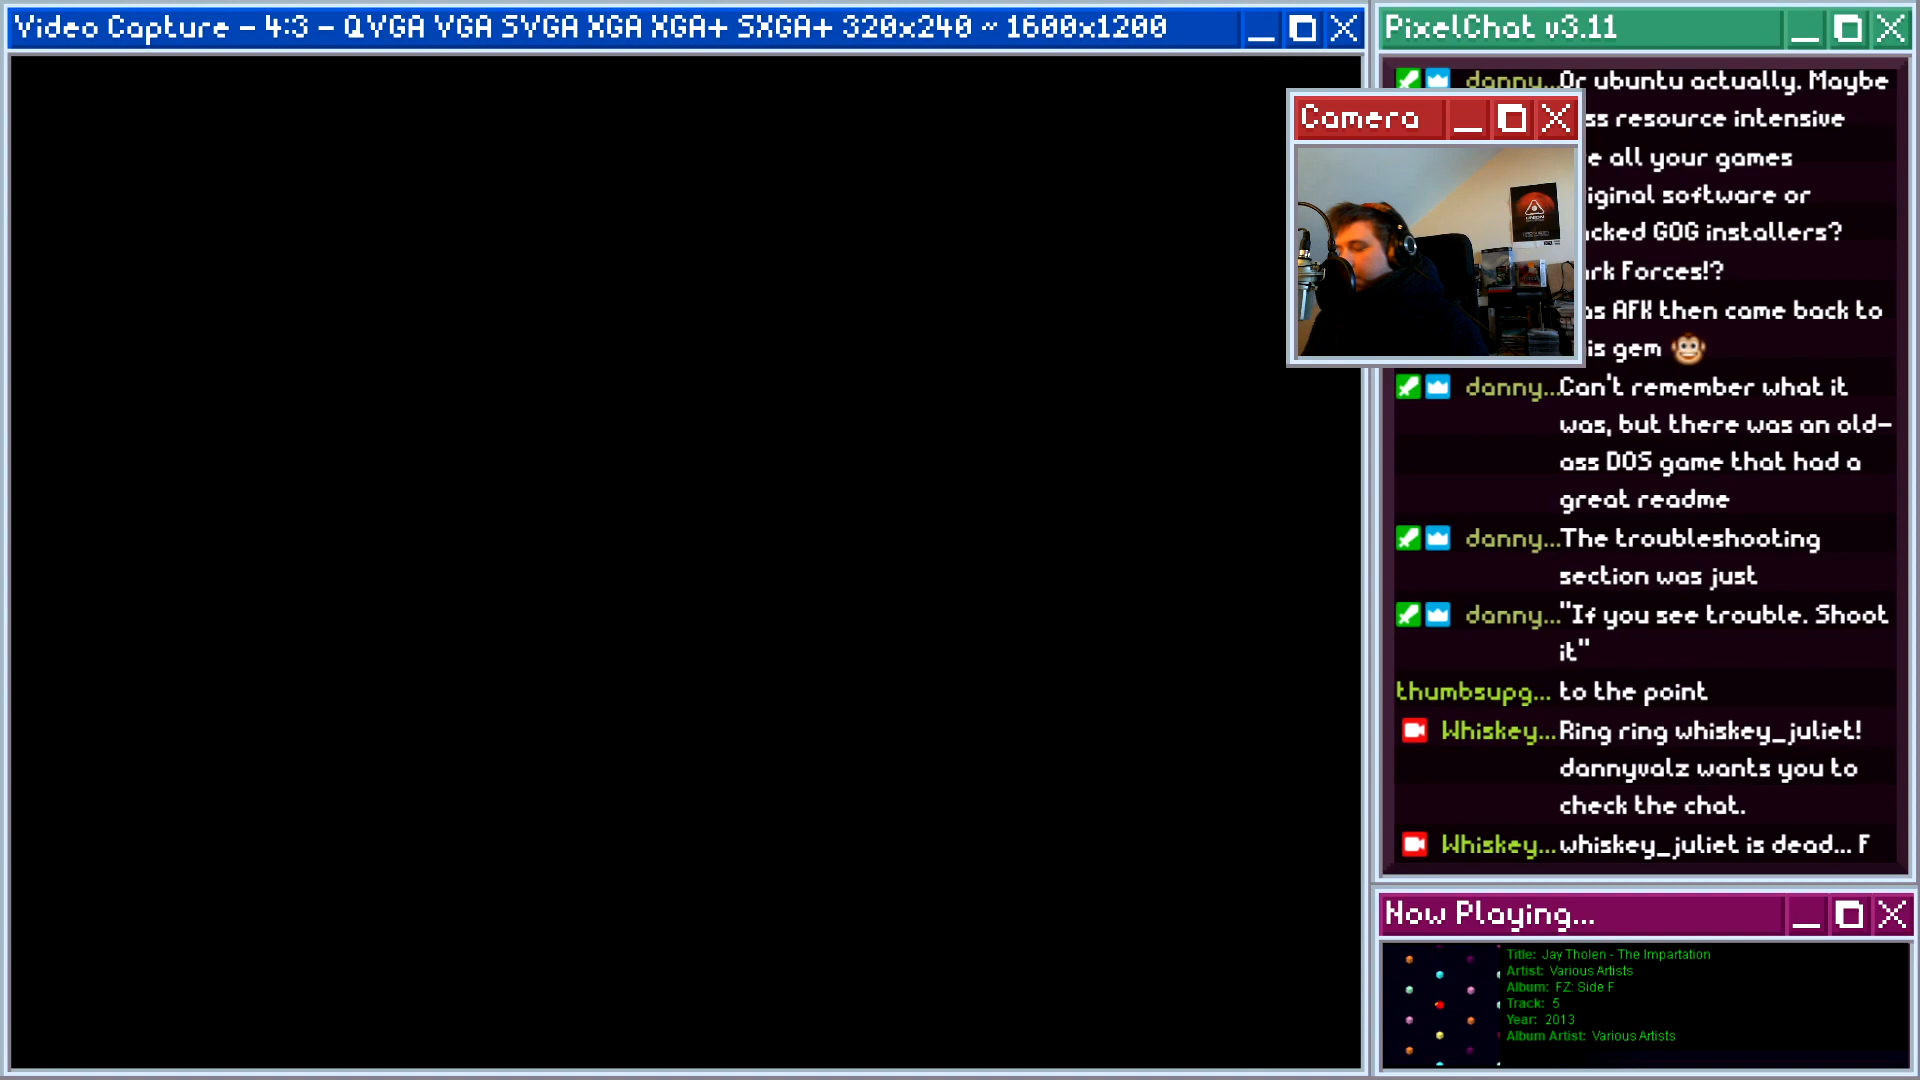 Video Capture - 4:3 - QVGA VGA SVGA XGA XGA+ SXGA+ 320x240 ~ 1600x1200
PixelChat v3.11
danny...Or ubuntu actually. Maybe
ss resource intensive
e all your games
iginal software or
cked GOG installers?
rk Forces!?
as AFK then came back to
is gem
Camera
danny...Can't remember what it
was, but there was an old-
ass DOS game that had a
great readme
danny...The troubleshooting
section was just
danny..."If you see trouble. Shoot
it"
thumbsupg... to the point
Whiskey...Ring ring whiskey_juliet!
dannyvalz wants you to
check the chat.
Whiskey...whiskey_juliet is dead... F
Now Playing...
Title: Jay Tholen - The Impartation
Artist: Various Artists
Album: FZ: Side F
Track: 5
Year: 2013
Album Artist: Various Artists